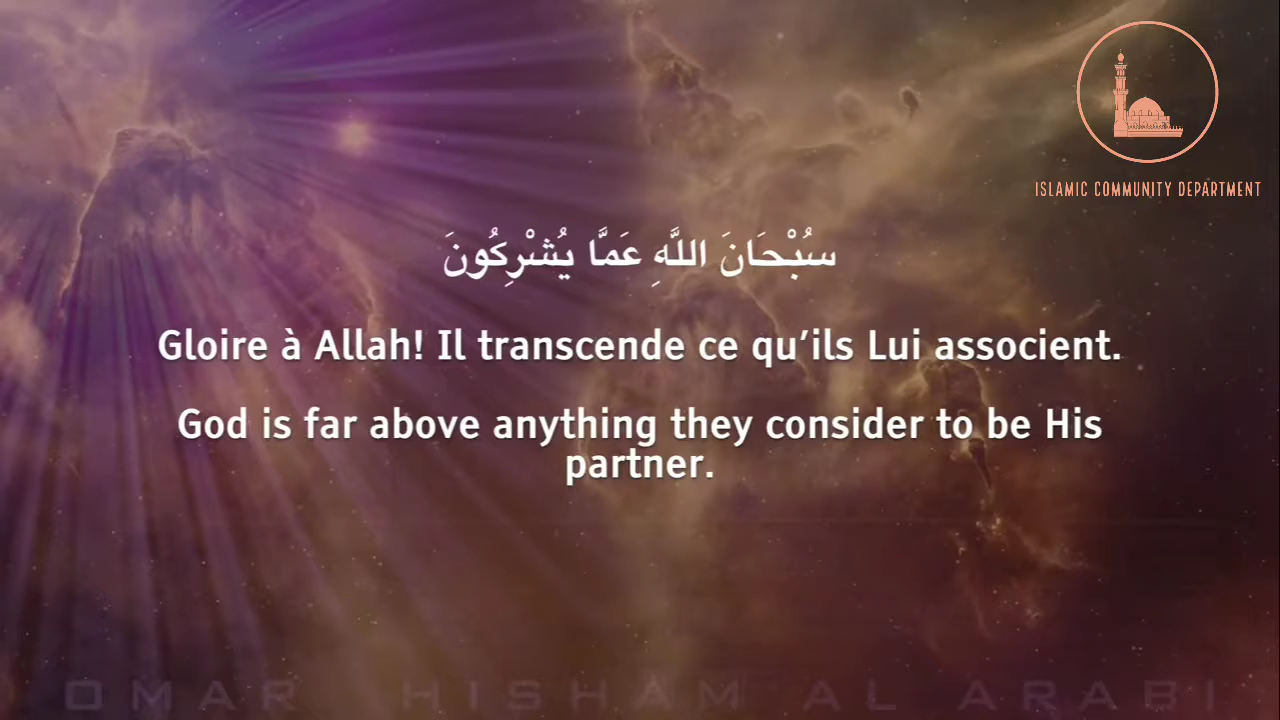 ISLAMIC COMMUNITY DEPARTMENT
سُبْحَانَ اللَّهِ عَمَّا يُشْرِكُونَ
Gloire à Allah! Il transcende ce qu’ils Lui associent.
God is far above anything they consider to be His
partner.
OMAR HISHAM AL ARABI